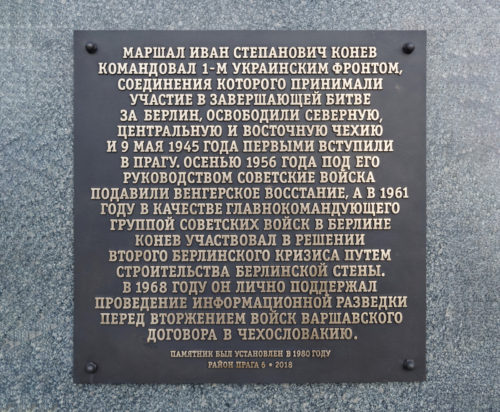 МАРШАЛ ИВАН СТЕПАНОВИЧ КОНЕВ
КОМАНДОВАЛ 1-М УКРАИНСКИМ ФРОНТОМ,
СОЕДИНЕНИЯ КОТОРОГО ПРИНИМАЛИ
УЧАСТИЕ В ЗАВЕРШАЮЩЕЙ БИТВЕ
ЗА БЕРЛИН, ОСВОБОДИЛИ СЕВЕРНУЮ,
ЦЕНТРАЛЬНУЮ И ВОСТОЧНУЮ ЧЕХИЮ
И 9 МАЯ 1945 ГОДА ПЕРВЫМИ ВСТУПИЛИ
В ПРАГУ. ОСЕНЬЮ 1956 ГОДА ПОД ЕГО
РУКОВОДСТВОМ СОВЕТСКИЕ ВОЙСКА
ПОДАВИЛИ ВЕНГЕРСКОЕ ВОССТАНИЕ, А В 1961
ГОДУ В КАЧЕСТВЕ ГЛАВНОКОМАНДУЮЩЕГО
ГРУППОЙ СОВЕТСКИХ ВОЙСК В БЕРЛИНЕ
КОНЕВ УЧАСТВОВАЛ В РЕШЕНИИ
ВТОРОГО БЕРЛИНСКОГО КРИЗИСА ПУТЕМ
СТРОИТЕЛЬСТВА БЕРЛИНСКОЙ СТЕНЫ.
В 1968 ГОДУ ОН ЛИЧНО ПОДДЕРЖАЛ
ПРОВЕДЕНИЕ ИНФОРМАЦИОННОЙ РАЗВЕДКИ
ПЕРЕД ВТОРЖЕНИЕМ ВОЙСК ВАРШАВСКОГО
ДОГОВОРА В ЧЕХОСЛОВАКИЮ.
ПАМЯТНИК БЫЛ УСТАНОВЛЕН В 1980 ГОДУ
РАЙОН ПРАГА 6 • 2018